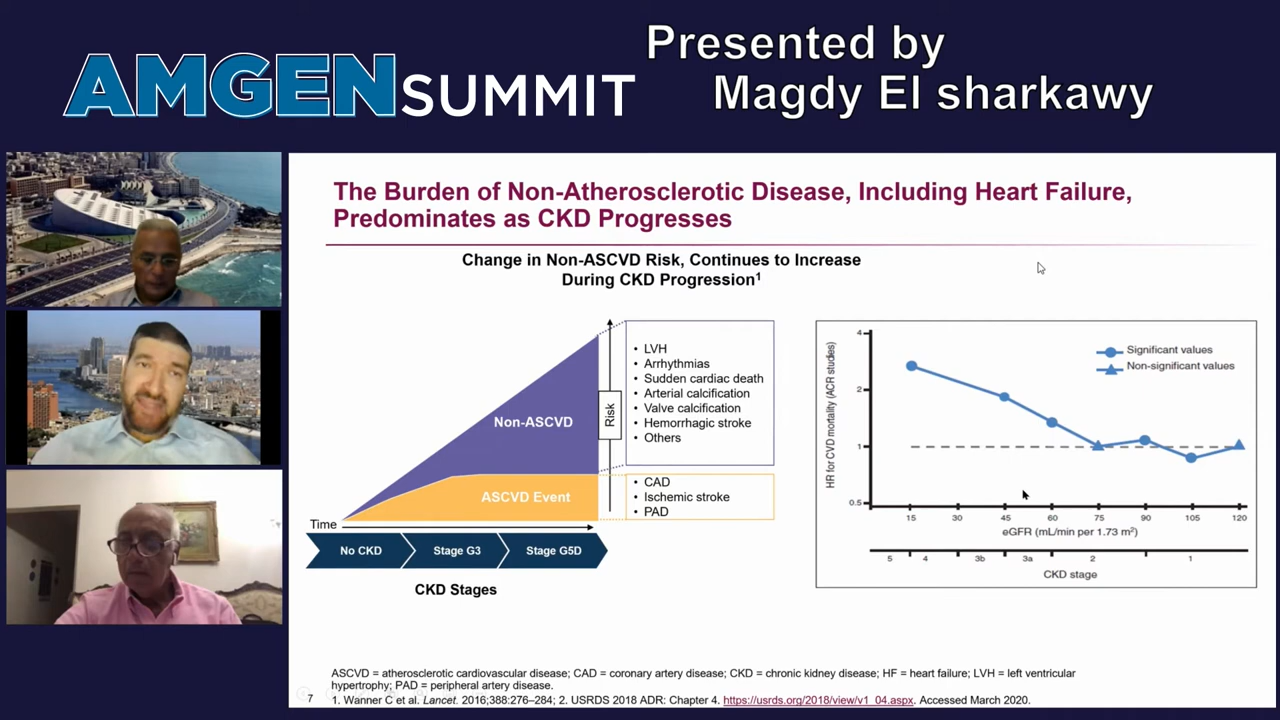 AMGEN SUMMIT
Presented by
Magdy El sharkawy
The Burden of Non-Atherosclerotic Disease, Including Heart Failure,
Predominates as CKD Progresses
Change in Non-ASCVD Risk, Continues to Increase
During CKD Progression1
Non-ASCVD
ASCVD Event
Risk
• LVH
• Arrhythmias
• Sudden cardiac death
• Arterial calcification
• Valve calcification
• Hemorrhagic stroke
• Others
• CAD
• Ischemic stroke
• PAD
Time
No CKD
Stage G3
Stage G5D
CKD Stages
HR for CVD mortality (ACR studies)
4
2
1
0.5
Significant values
Non-significant values
15 30 45 60 75 90 105 120
eGFR (mL/min per 1.73 m2)
5 4 3b 3a 2 1
CKD stage
ASCVD = atherosclerotic cardiovascular disease; CAD = coronary artery disease; CKD = chronic kidney disease; HF = heart failure; LVH = left ventricular
hypertrophy; PAD = peripheral artery disease.
1. Wanner C et al. Lancet. 2016;388:276–284; 2. USRDS 2018 ADR: Chapter 4. https://usrds.org/2018/view/v1_04.aspx. Accessed March 2020.
7